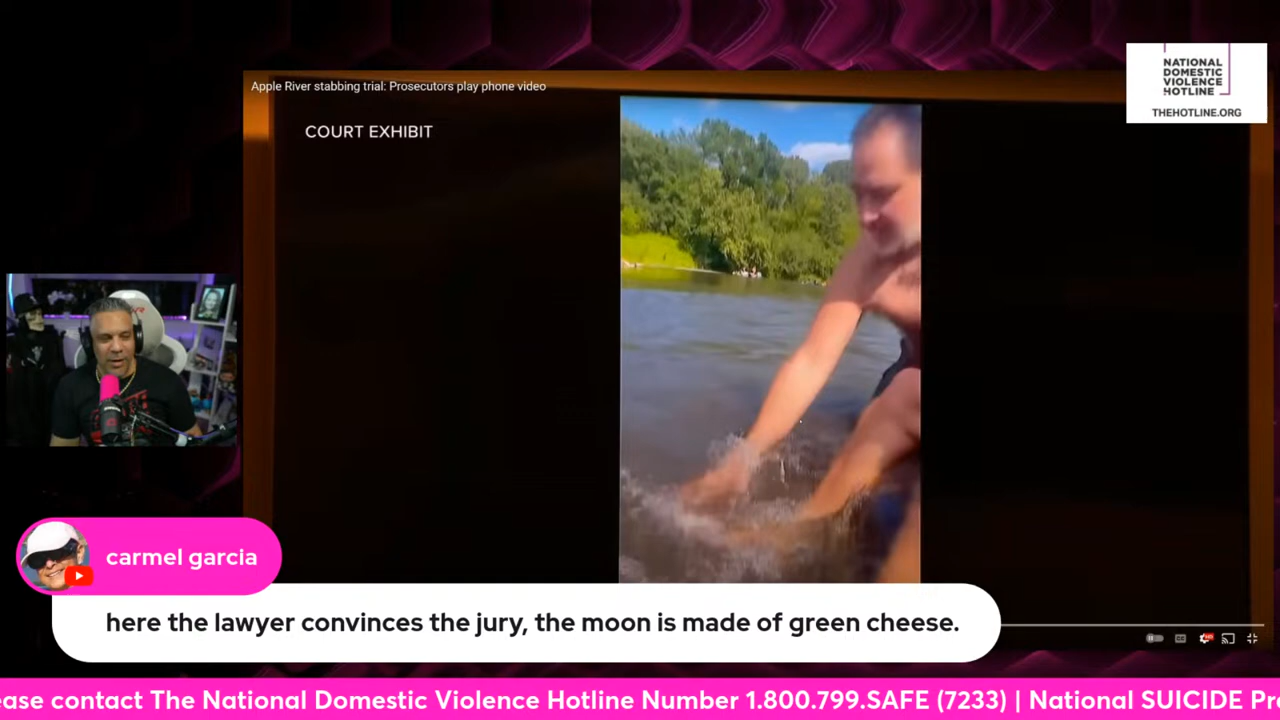 NATIONAL
DOMESTIC
VIOLENCE
HOTLINE
THEHOTLINE.ORG
Apple River stabbing trial: Prosecutors play phone video
COURT EXHIBIT
carmel garcia
here the lawyer convinces the jury, the moon is made of green cheese.
ease contact The National Domestic Violence Hotline Number 1.800.799.SAFE (7233) | National SUICIDE Pr